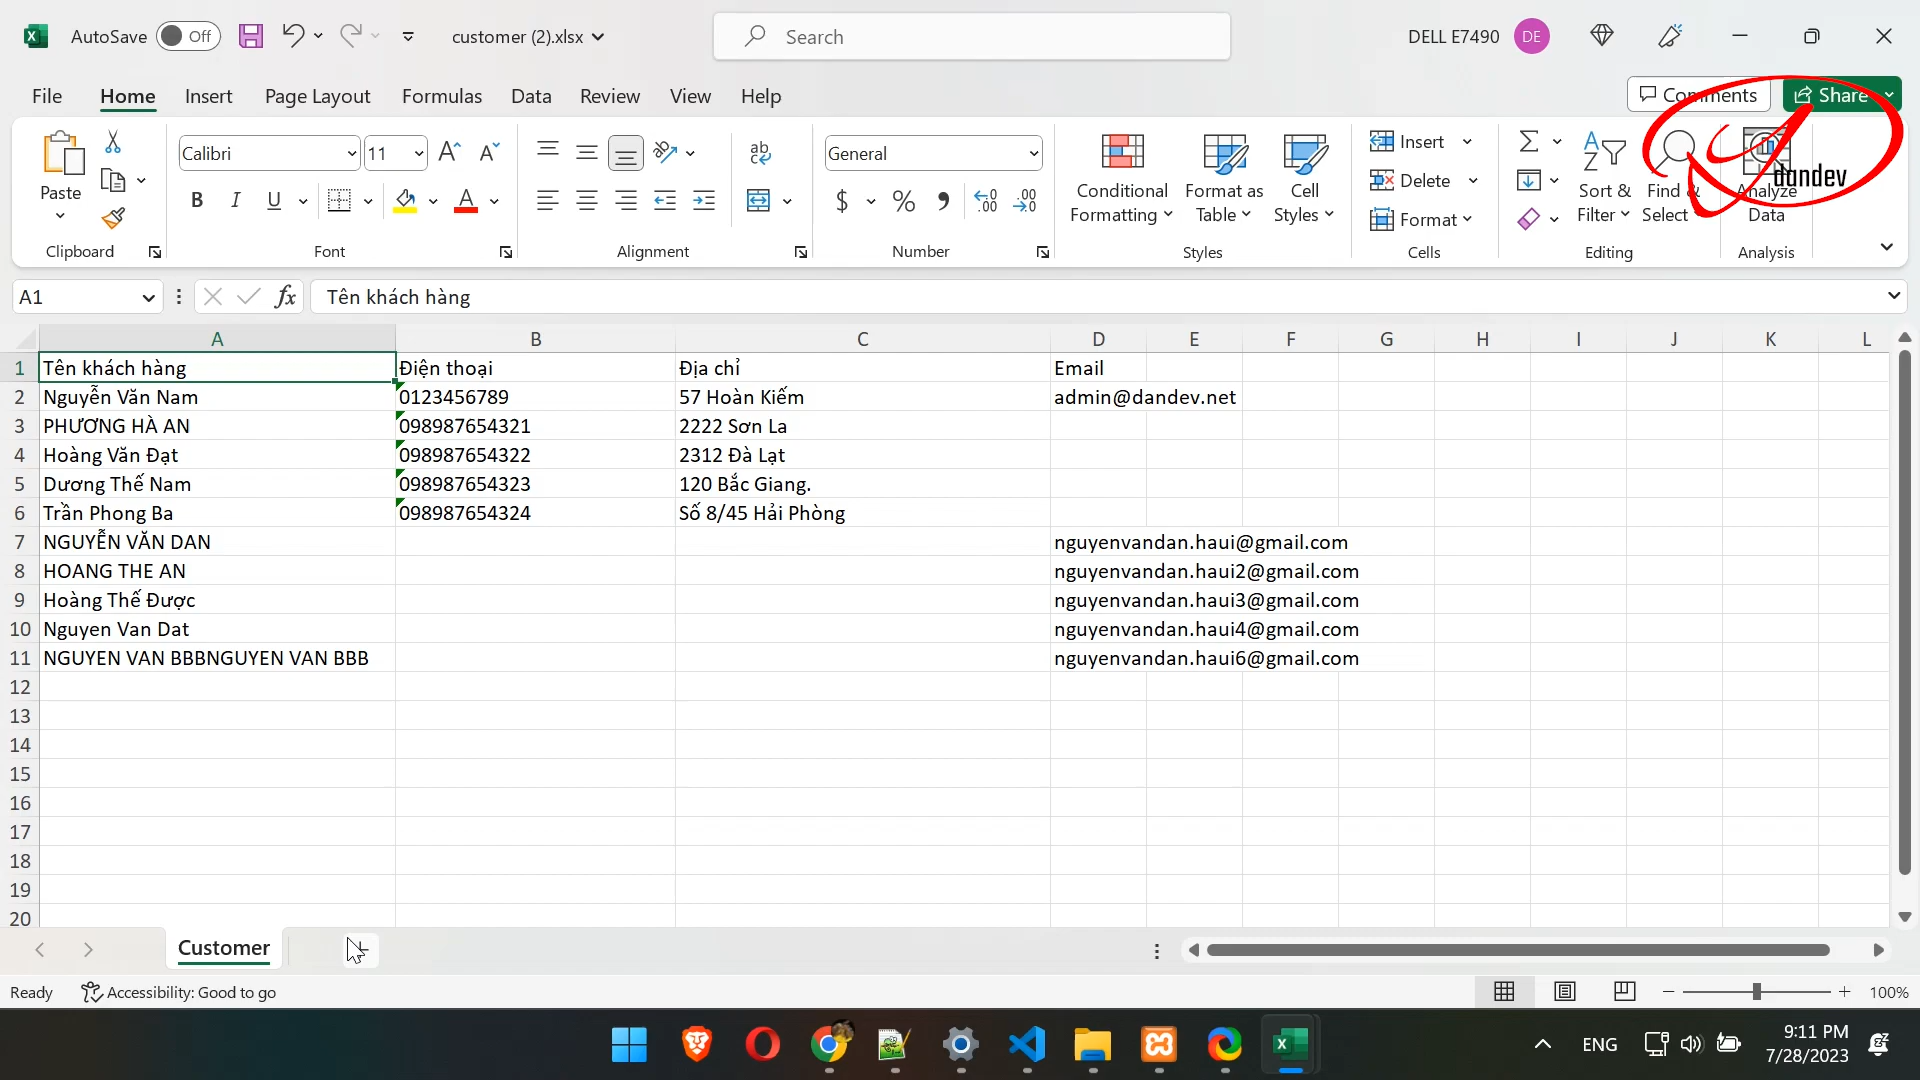 AutoSave Off customer (2).xlsx Search DELL E7490 DE
File Home Insert Page Layout Formulas Data Review View Help Comments Share
dandev
Calibri 11 General Insert
Paste Conditional Format as Cell Delete Sort & Find & Analyze
Formatting Table Styles Format Filter Select Data
Clipboard Font Alignment Number Styles Cells Editing Analysis
A1 fx Tên khách hàng
A B C D E F G H I J K L
1 Tên khách hàng Điện thoại Địa chỉ Email
2 Nguyễn Văn Nam 0123456789 57 Hoàn Kiếm admin@dandev.net
3 PHƯƠNG HÀ AN 098987654321 2222 Sơn La
4 Hoàng Văn Đạt 098987654322 2312 Đà Lạt
5 Dương Thế Nam 098987654323 120 Bắc Giang.
6 Trần Phong Ba 098987654324 Số 8/45 Hải Phòng
7 NGUYỄN VĂN DAN nguyenvandan.haui@gmail.com
8 HOANG THE AN nguyenvandan.haui2@gmail.com
9 Hoàng Thế Được nguyenvandan.haui3@gmail.com
10 Nguyen Van Dat nguyenvandan.haui4@gmail.com
11 NGUYEN VAN BBBNGUYEN VAN BBB nguyenvandan.haui6@gmail.com
12
13
14
15
16
17
18
19
20
Customer
Ready Accessibility: Good to go 100%
ENG 9:11 PM
7/28/2023